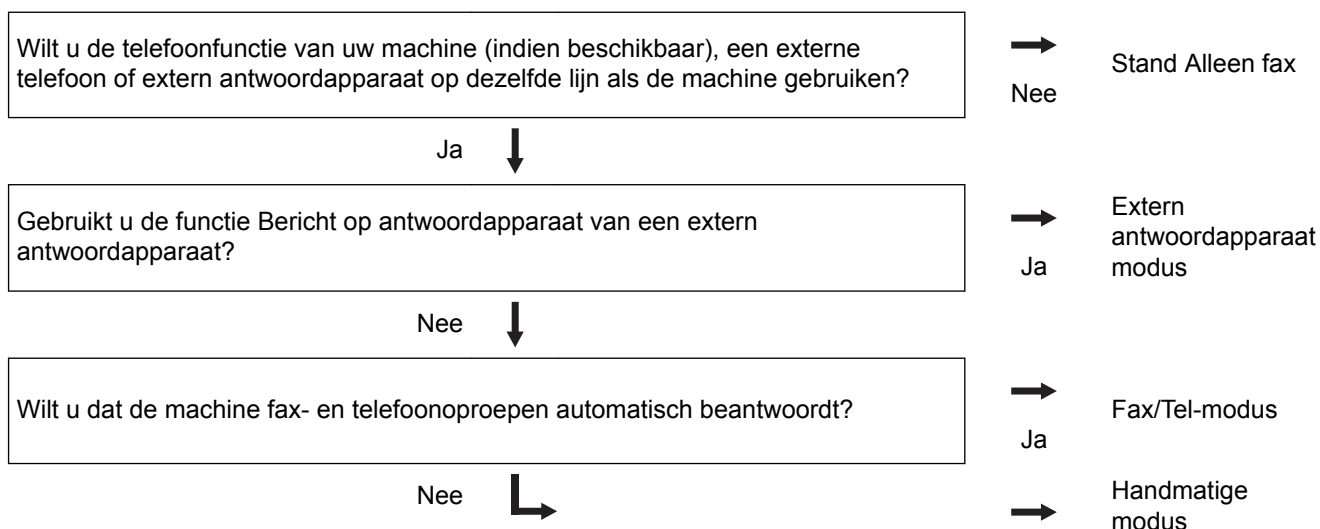 Wilt u de telefoonfunctie van uw machine (indien beschikbaar), een externe
telefoon of extern antwoordapparaat op dezelfde lijn als de machine gebruiken?
Nee
Stand Alleen fax
Ja
Gebruikt u de functie Bericht op antwoordapparaat van een extern
antwoordapparaat?
Ja
Extern
antwoordapparaat
modus
Nee
Wilt u dat de machine fax- en telefoonoproepen automatisch beantwoordt?
Ja
Fax/Tel-modus
Nee
Handmatige
modus